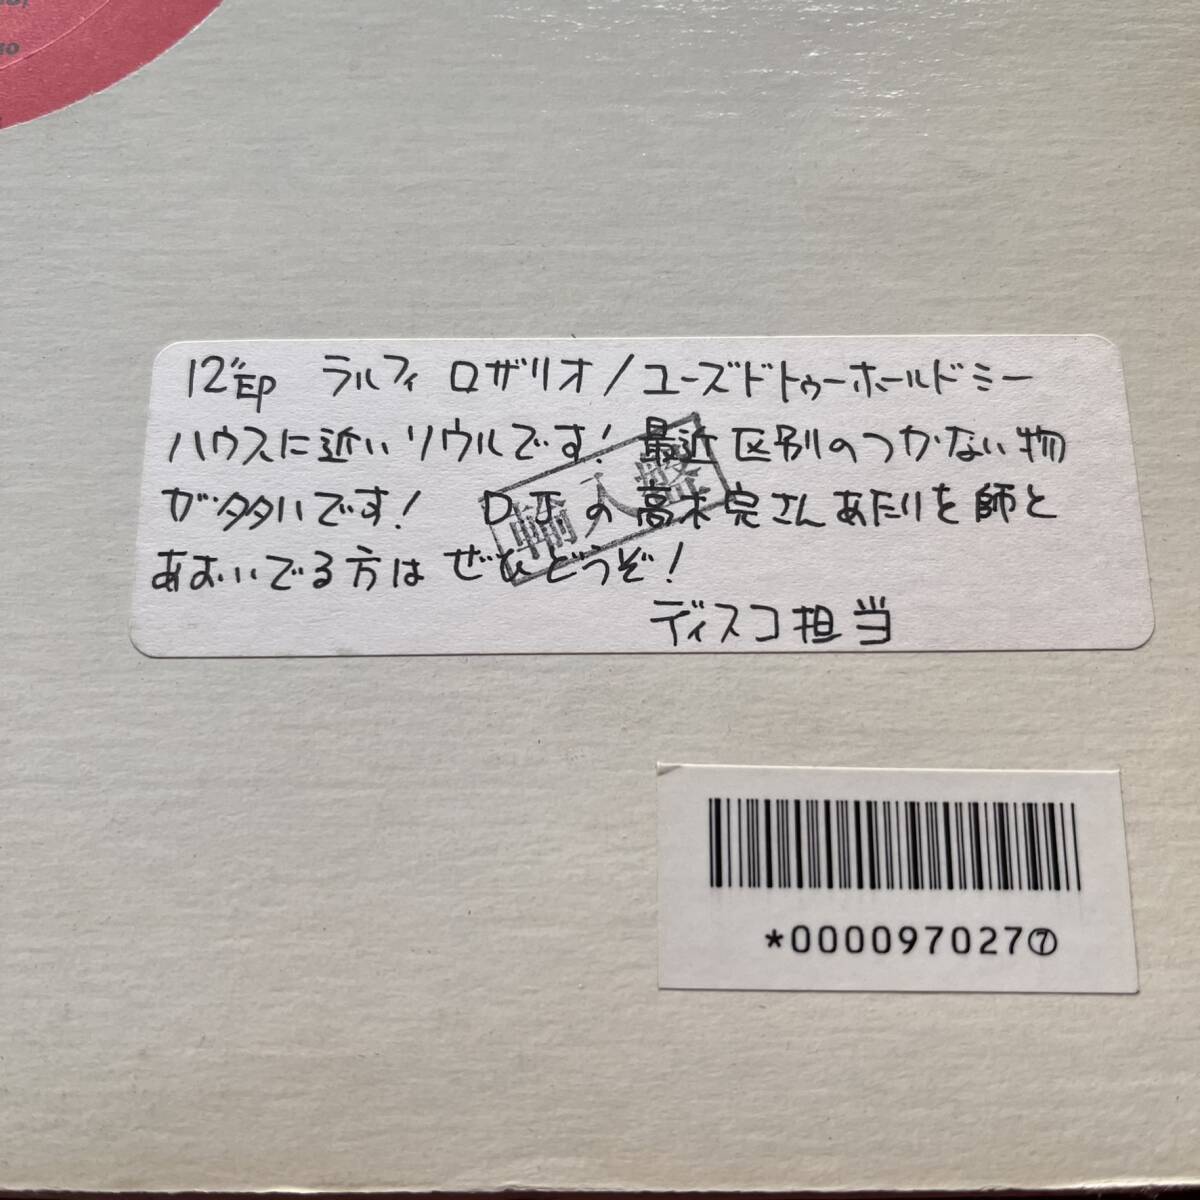 10
12"EP ラルフィ ロザリオ/ユーズドトゥーホールドミー
ハウスに近いソウルです! 最近区別のつかない物
が多いです! D.J.の高木完さんあたりを師と
あおいでる方はぜひどうぞ!
ディスコ担当
輸入盤
*000097027⑦